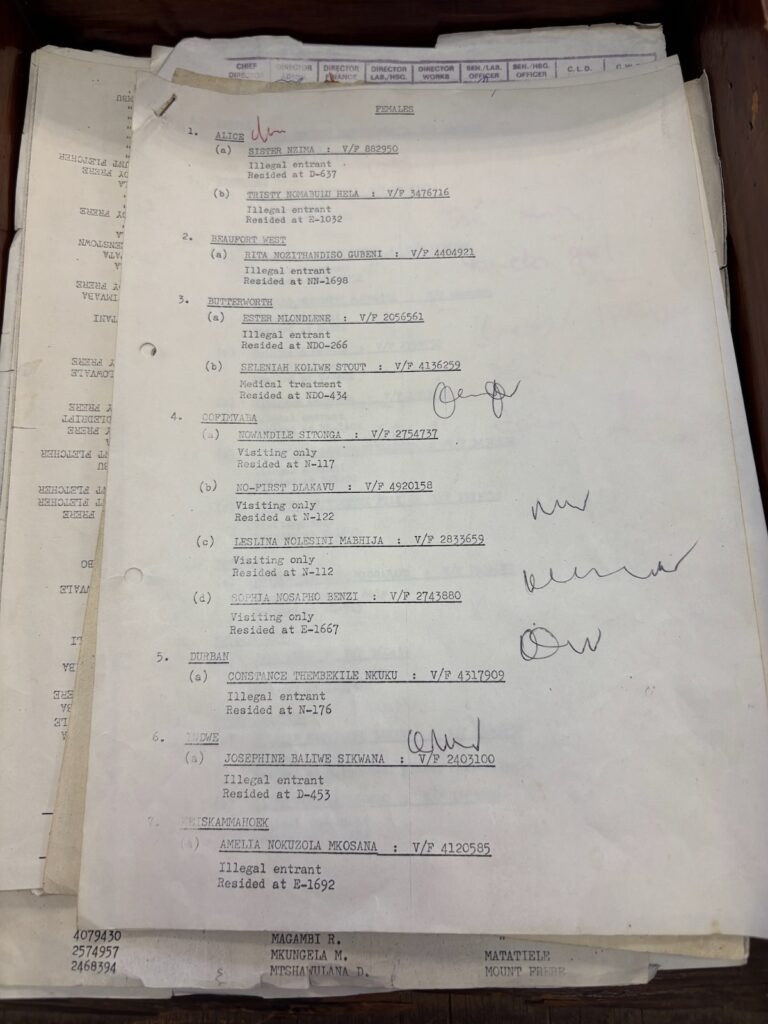 CHIEF DIRECTOR DIRECTOR ADMIN. DIRECTOR FINANCE DIRECTOR LAB./HSG. DIRECTOR WORKS SEN./LAB. OFFICER SEN./HSG. OFFICER C.L.O.
FEMALES
1. ALICE
(a) SISTER NZIMA : V/F 882950
Illegal entrant
Resided at D-637
(b) TRISTY NOMABULU HELA : V/F 3476716
Illegal entrant
Resided at E-1032
2. BEAUFORT WEST
(a) RITA NOZITHANDISO GUBENI : V/F 4404921
Illegal entrant
Resided at NN-1698
3. BUTTERWORTH
(a) ESTER MLONDLENE : V/F 2056561
Illegal entrant
Resided at NDO-266
(b) SELENIAH KOLIWE STOUT : V/F 4136259
Medical treatment
Resided at NDO-434
4. COFIMVABA
(a) NOWANDILE SITONGA : V/F 2754737
Visiting only
Resided at N-117
(b) NO-FIRST DLAKAVU : V/F 4920158
Visiting only
Resided at N-122
(c) LESLINA NOLESINI MABHIJA : V/F 2833659
Visiting only
Resided at N-112
(d) SOPHIA NOSAPHO BENZI : V/F 2743880
Visiting only
Resided at E-1667
5. DURBAN
(a) CONSTANCE THEMBEKILE NKUKU : V/F 4317909
Illegal entrant
Resided at N-176
6. INDWE
(a) JOSEPHINE BALIWE SIKWANA : V/F 2403100
Illegal entrant
Resided at D-453
7. KEISKAMMAHOEK
(a) AMELIA NOKUZOLA MKOSANA : V/F 4120585
Illegal entrant
Resided at E-1692
4079430 MAGAMBI R. "
2574957 MKUNGELA M. MATATIELE
2468394 MTSHAWULANA D. MOUNT FRERE